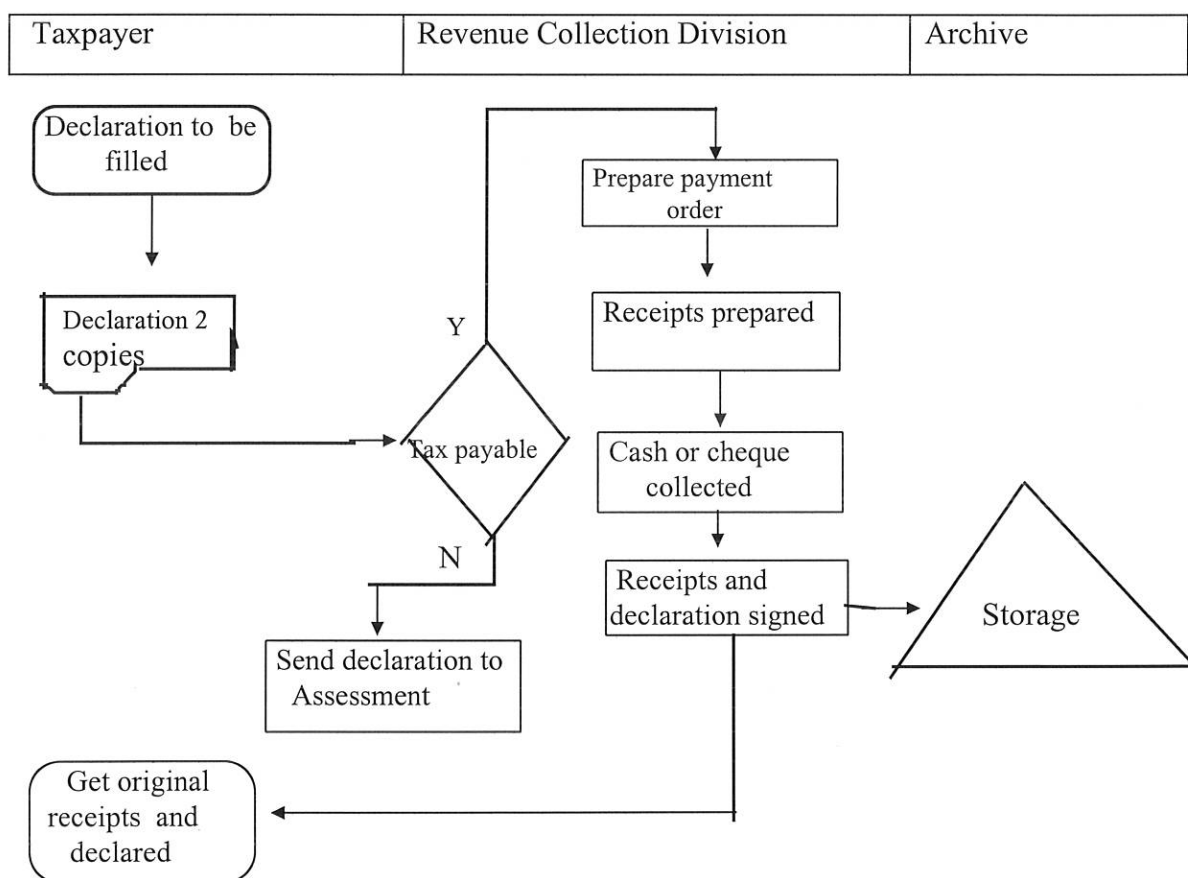 Taxpayer
Revenue Collection Division
Archive
Declaration to be
filled
Declaration 2
copies
Y
Tax payable
N
Send declaration to
Assessment
Prepare payment
order
Receipts prepared
Cash or cheque
collected
Receipts and
declaration signed
Storage
Get original
receipts and
declared